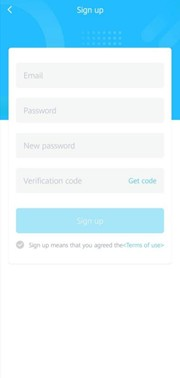 Sign up
Email
Password
New password
Verification code Get code
Sign up
Sign up means that you agreed the<Terms of use>